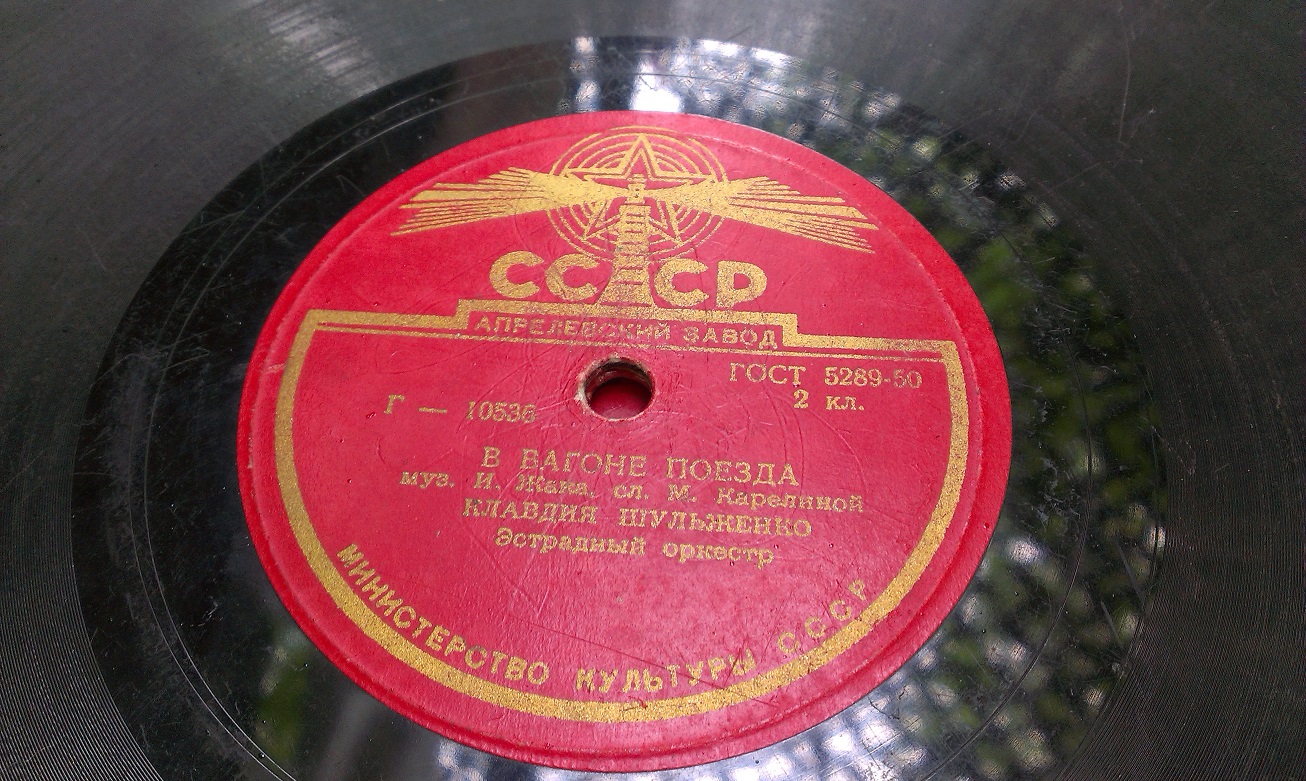 СССР
АПРЕЛЕВСКИЙ ЗАВОД
ГОСТ 5289-50
Г — 10536 2 кл.
В ВАГОНЕ ПОЕЗДА
муз. И. Жака, сл. М. Карелиной
КЛАВДИЯ ШУЛЬЖЕНКО
Эстрадный оркестр
МИНИСТЕРСТВО КУЛЬТУРЫ СССР